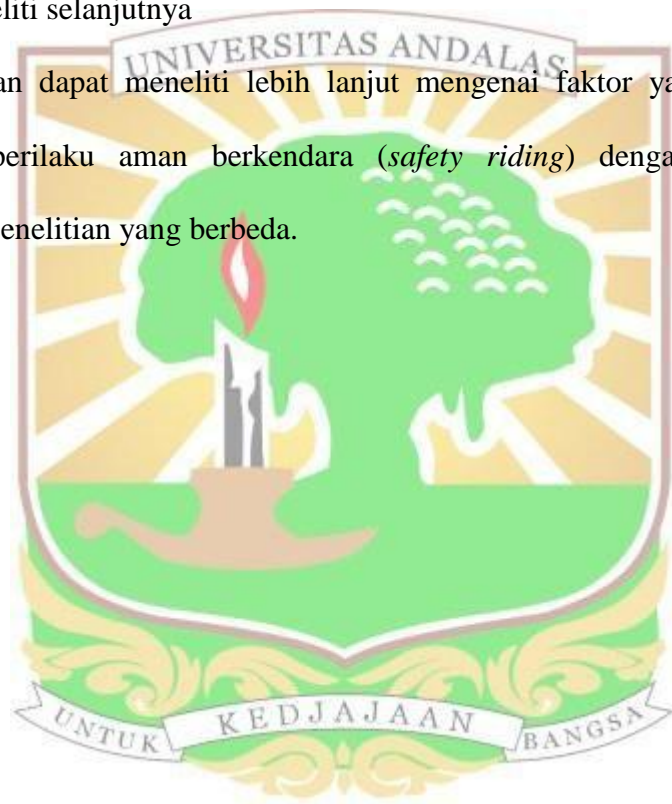 eliti selanjutnya
UNIVERSITAS ANDALAS
an dapat meneliti lebih lanjut mengenai faktor ya
perilaku aman berkendara (safety riding) denga
enelitian yang berbeda.
UNTUK KEDJAJAAN BANGSA